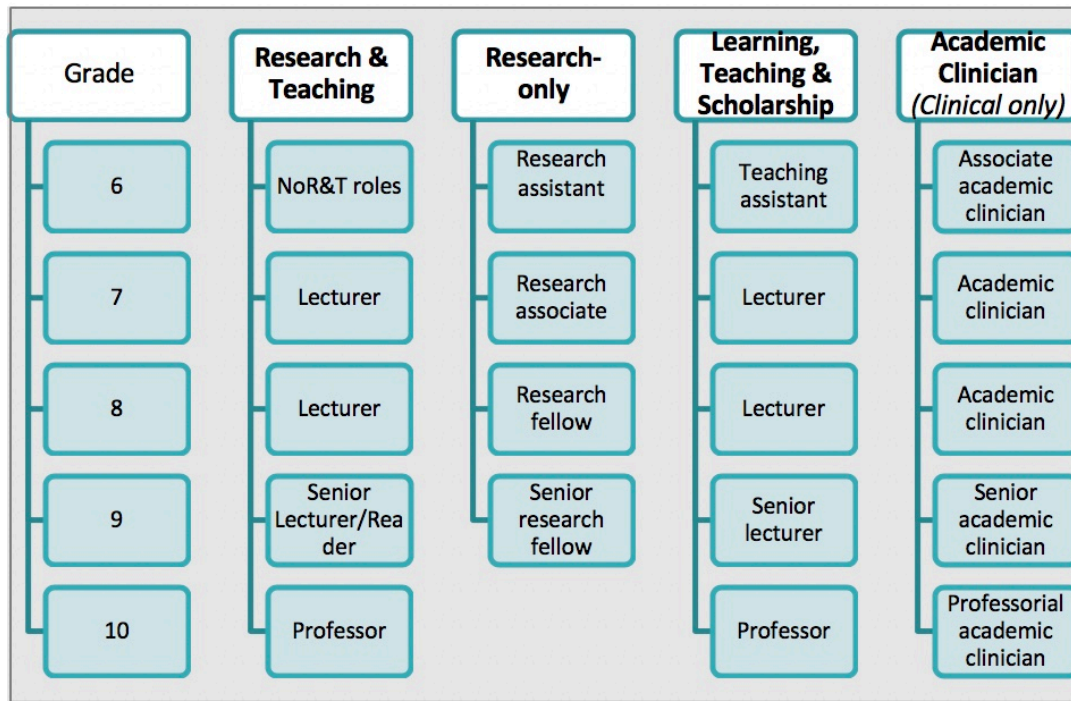 Grade
6
7
8
9
10
Research &
Teaching
NoR&T roles
Lecturer
Lecturer
Senior
Lecturer/Rea
der
Professor
Research-
only
Research
assistant
Research
associate
Research
fellow
Senior
research
fellow
Learning,
Teaching &
Scholarship
Teaching
assistant
Lecturer
Lecturer
Senior
lecturer
Professor
Academic
Clinician
(Clinical only)
Associate
academic
clinician
Academic
clinician
Academic
clinician
Senior
academic
clinician
Professorial
academic
clinician